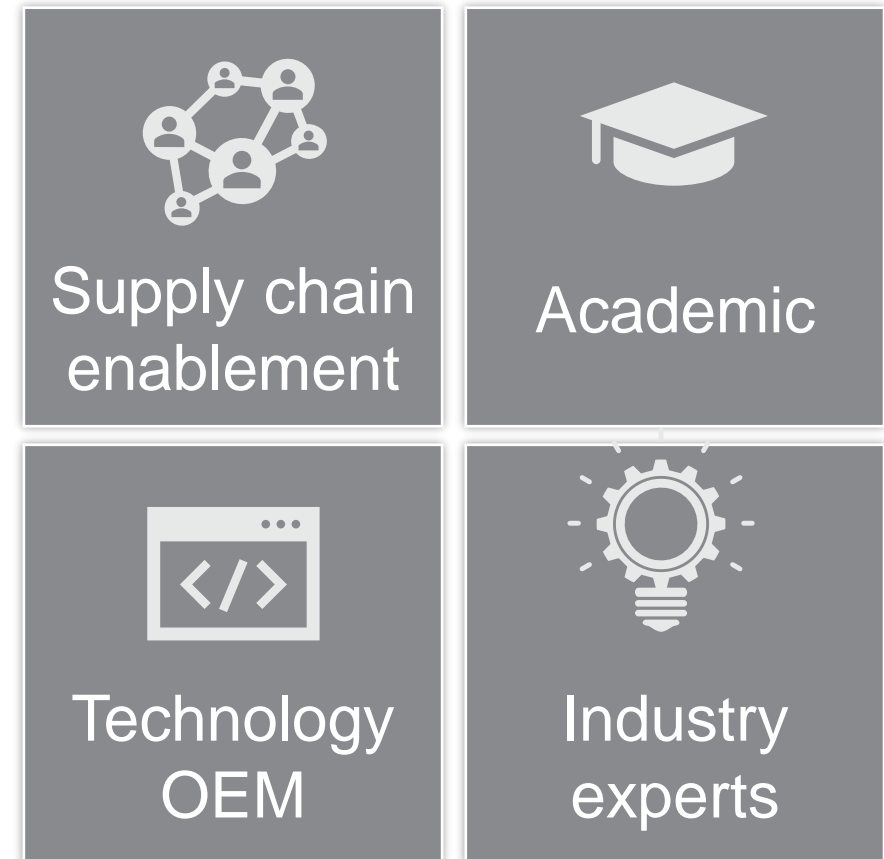 Supply chain
enablement
Academic
</>
Technology
OEM
Industry
experts